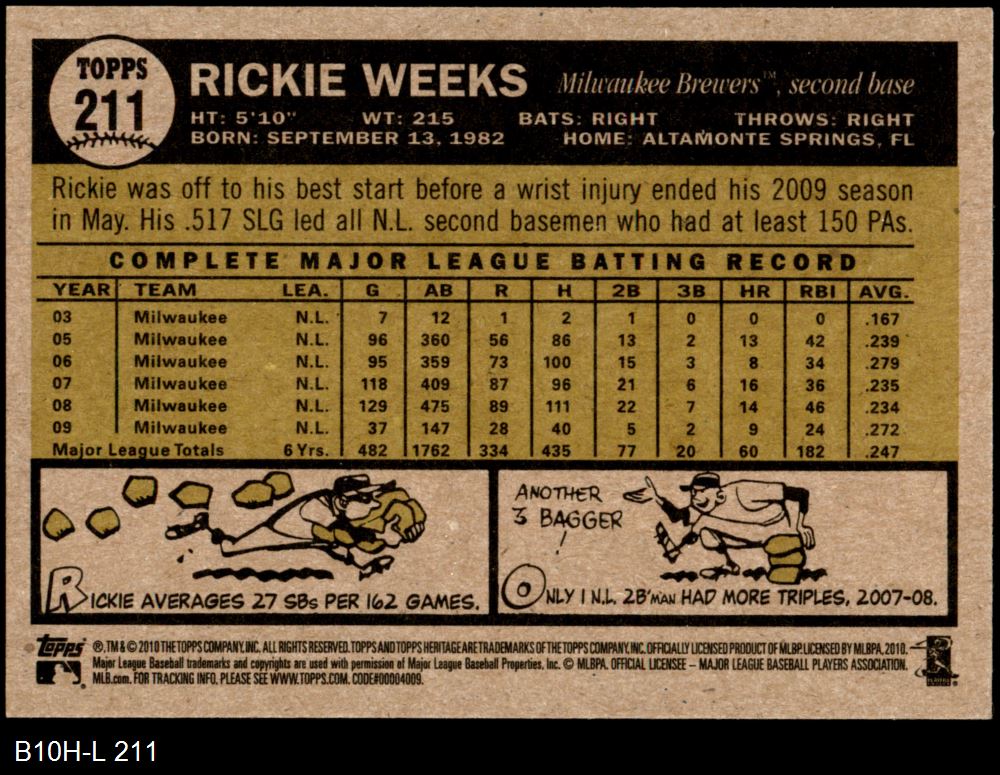 TOPPS
211
RICKIE WEEKS Milwaukee Brewers™, second base
HT: 5'10" WT: 215 BATS: RIGHT THROWS: RIGHT
BORN: SEPTEMBER 13, 1982 HOME: ALTAMONTE SPRINGS, FL
Rickie was off to his best start before a wrist injury ended his 2009 season
in May. His .517 SLG led all N.L. second basemen who had at least 150 PAs.
COMPLETE MAJOR LEAGUE BATTING RECORD
YEAR TEAM LEA. G AB R H 2B 3B HR RBI AVG.
03 Milwaukee N.L. 7 12 1 2 1 0 0 0 .167
05 Milwaukee N.L. 96 360 56 86 13 2 13 42 .239
06 Milwaukee N.L. 95 359 73 100 15 3 8 34 .279
07 Milwaukee N.L. 118 409 87 96 21 6 16 36 .235
08 Milwaukee N.L. 129 475 89 111 22 7 14 46 .234
09 Milwaukee N.L. 37 147 28 40 5 2 9 24 .272
Major League Totals 6 Yrs. 482 1762 334 435 77 20 60 182 .247
RICKIE AVERAGES 27 SBs PER 162 GAMES.
ANOTHER
3 BAGGER
!
ONLY 1 N.L. 2B'MAN HAD MORE TRIPLES, 2007-08.
topps ®, TM & © 2010 THE TOPPS COMPANY, INC. ALL RIGHTS RESERVED. TOPPS AND TOPPS HERITAGE ARE TRADEMARKS OF THE TOPPS COMPANY, INC. OFFICIALLY LICENSED PRODUCT OF MLBP. LICENSED BY MLBPA, 2010.
Major League Baseball trademarks and copyrights are used with permission of Major League Baseball Properties, Inc. © MLBPA. OFFICIAL LICENSEE – MAJOR LEAGUE BASEBALL PLAYERS ASSOCIATION.
MLB.com. FOR TRACKING INFO, PLEASE SEE WWW.TOPPS.COM. CODE#00004009.
B10H-L 211